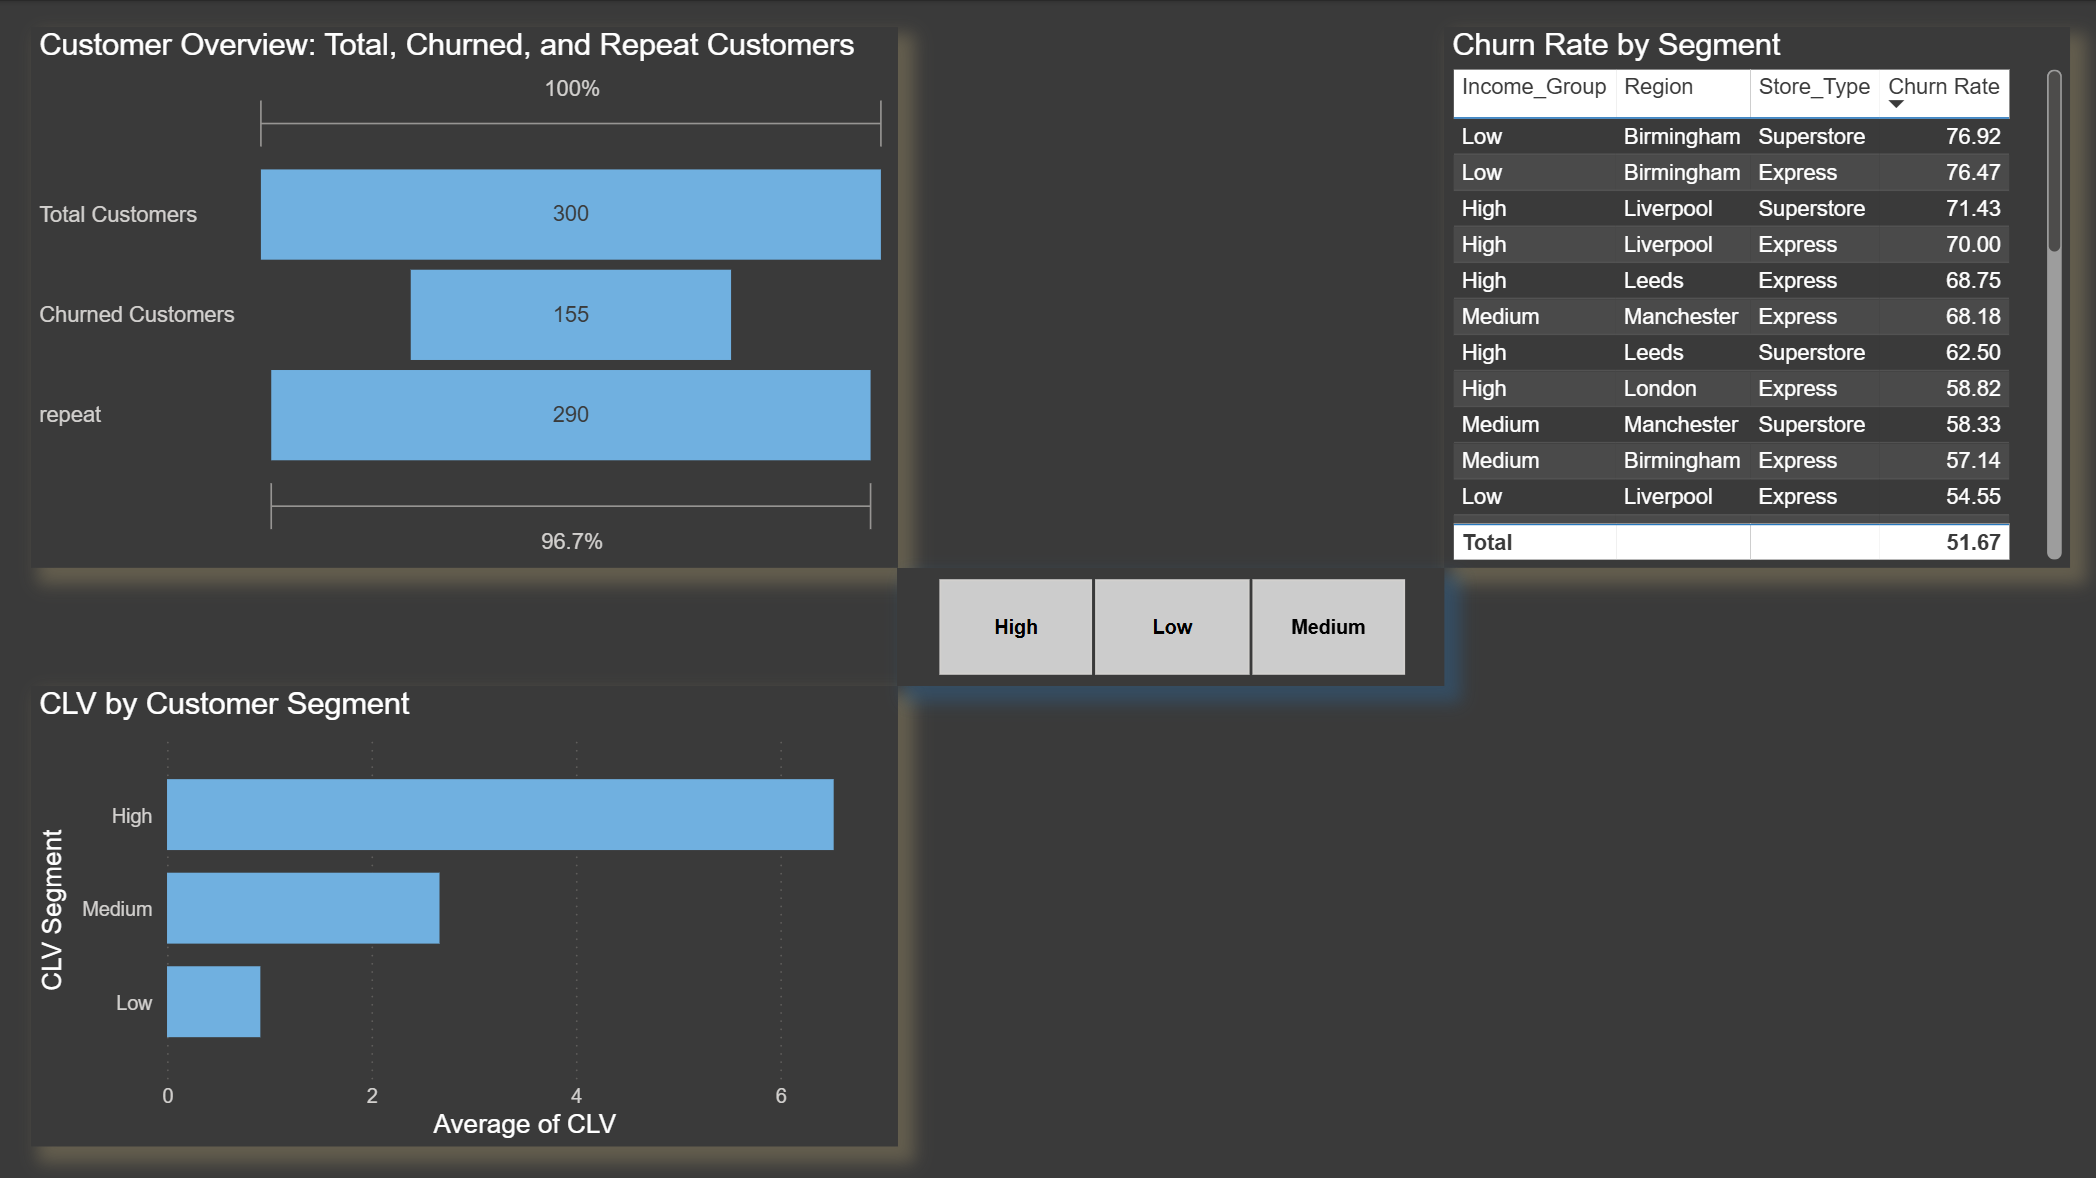 Customer Overview: Total, Churned, and Repeat Customers
100%
Total Customers 300
Churned Customers 155
repeat 290
96.7%
Churn Rate by Segment
Income_Group Region Store_Type Churn Rate
Low Birmingham Superstore 76.92
Low Birmingham Express 76.47
High Liverpool Superstore 71.43
High Liverpool Express 70.00
High Leeds Express 68.75
Medium Manchester Express 68.18
High Leeds Superstore 62.50
High London Express 58.82
Medium Manchester Superstore 58.33
Medium Birmingham Express 57.14
Low Liverpool Express 54.55
Total 51.67
High Low Medium
CLV by Customer Segment
CLV Segment
High
Medium
Low
0 2 4 6
Average of CLV